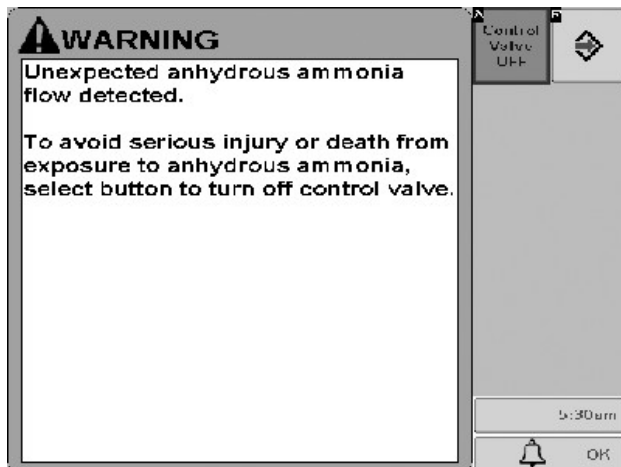 WARNING
Unexpected anhydrous ammonia
flow detected.
To avoid serious injury or death from
exposure to anhydrous ammonia,
select button to turn off control valve.
A
Control
Valve
OFF
B
5:30am
OK